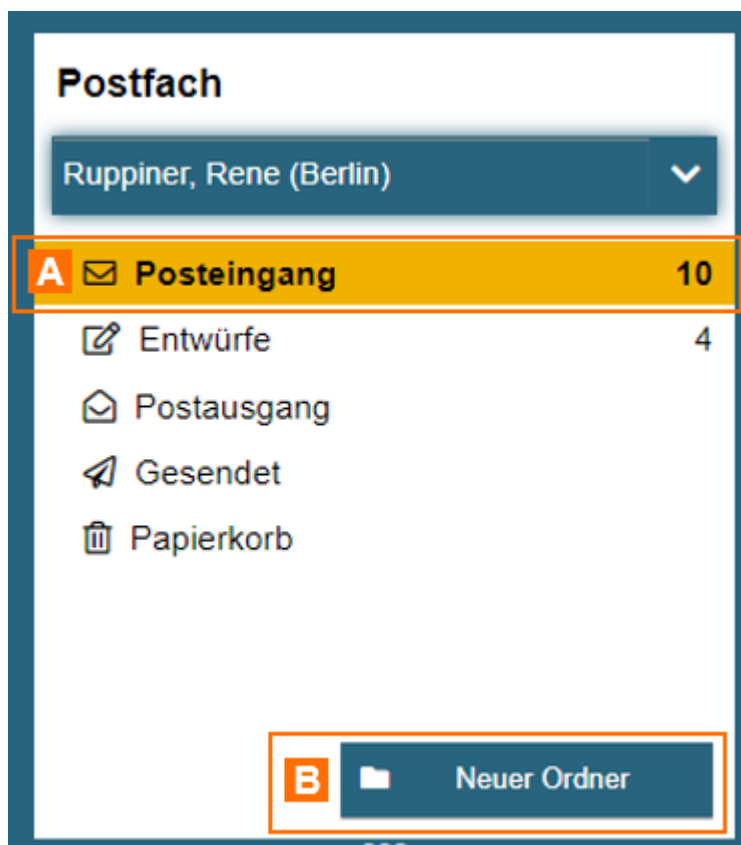 Postfach
Ruppiner, Rene (Berlin)
A Posteingang 10
Entwürfe 4
Postausgang
Gesendet
Papierkorb
B Neuer Ordner